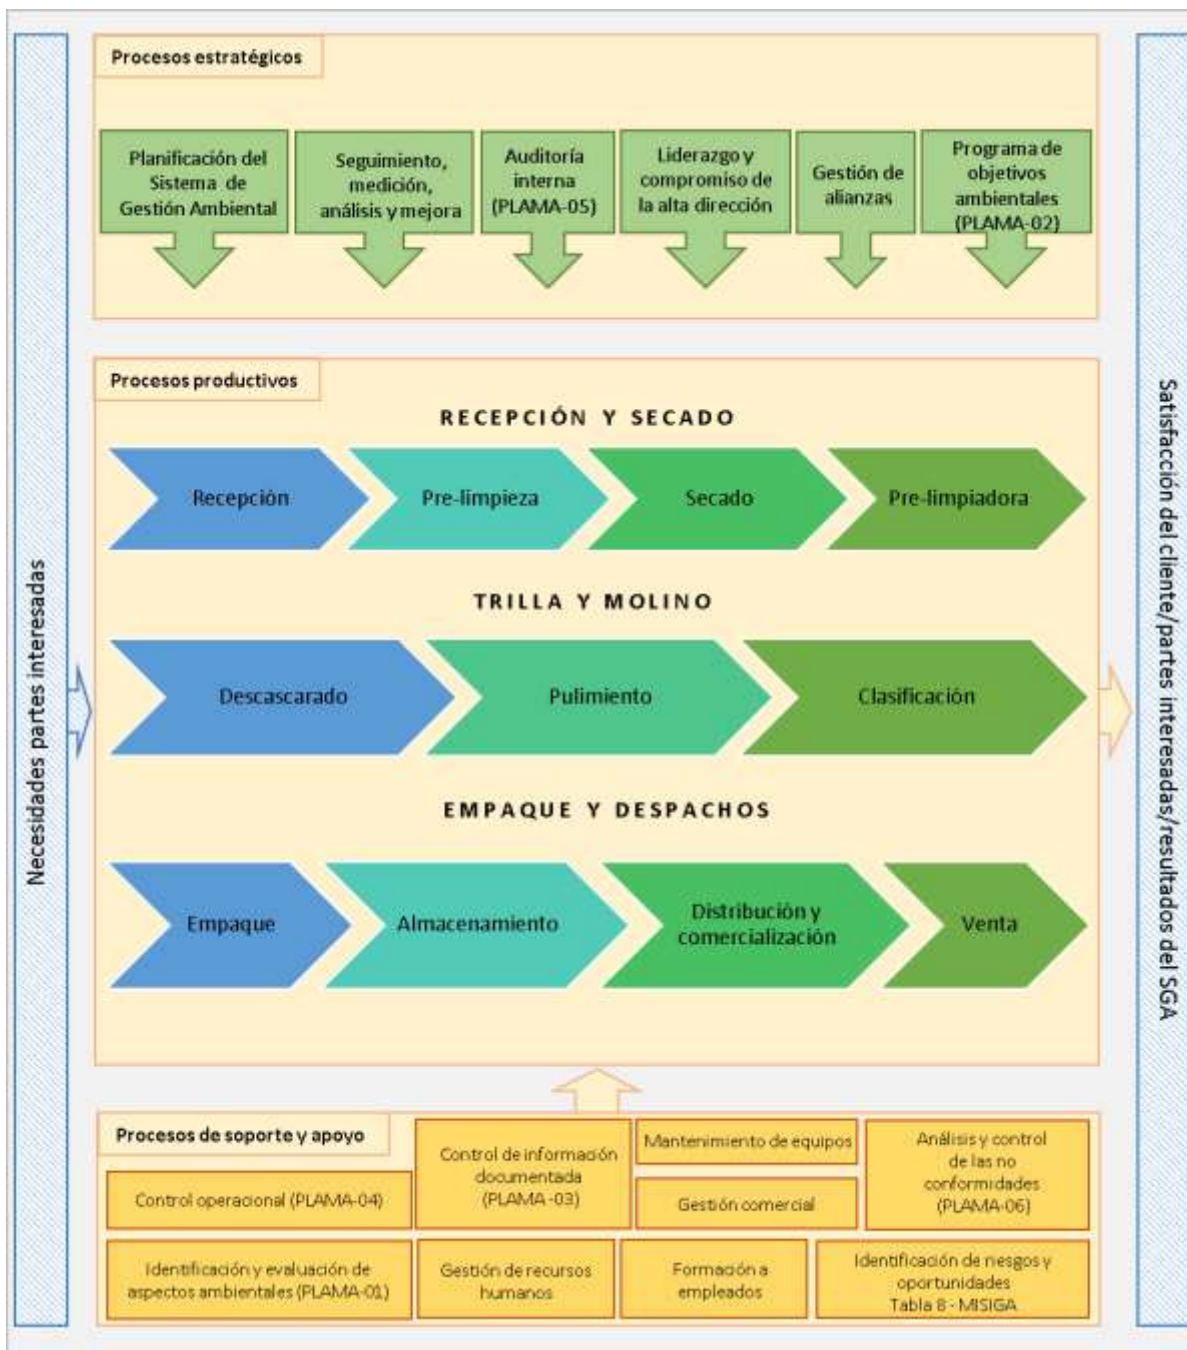 Procesos estratégicos
Planificación del
Sistema de
Gestión Ambiental
Seguimiento,
medición,
análisis y mejora
Auditoría
interna
(PLAMA-05)
Liderazgo y
compromiso de
la alta dirección
Gestión de
alianzas
Programa de
objetivos
ambientales
(PLAMA-02)
Necesidades partes interesadas
Procesos productivos
RECEPCIÓN Y SECADO
Recepción
Pre-limpieza
Secado
Pre-limpiadora
TRILLA Y MOLINO
Descascarado
Pulimiento
Clasificación
EMPAQUE Y DESPACHOS
Empaque
Almacenamiento
Distribución y
comercialización
Venta
Satisfacción del cliente/partes interesadas/resultados del SGA
Procesos de soporte y apoyo
Control operacional (PLAMA-04)
Control de información
documentada
(PLAMA -03)
Mantenimiento de equipos
Gestión comercial
Análisis y control
de las no
conformidades
(PLAMA-06)
Identificación y evaluación de
aspectos ambientales (PLAMA-01)
Gestión de recursos
humanos
Formación a
empleados
Identificación de riesgos y
oportunidades
Tabla 8 - MISIGA